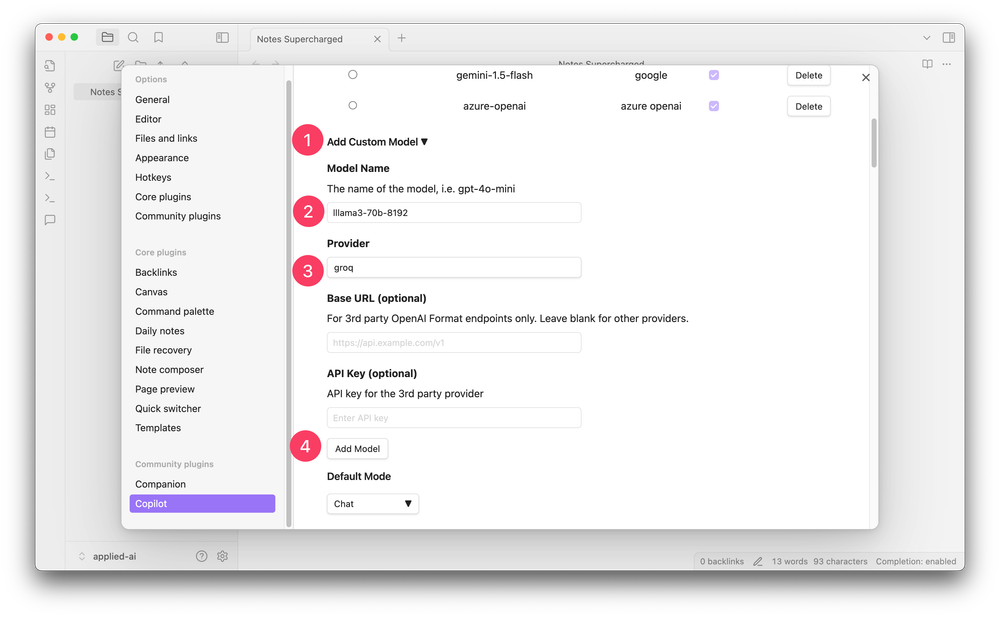 Notes Supercharged
Notes Supercharged
Notes S
Options
General
Editor
Files and links
Appearance
Hotkeys
Core plugins
Community plugins
Core plugins
Backlinks
Canvas
Command palette
Daily notes
File recovery
Note composer
Page preview
Quick switcher
Templates
Community plugins
Companion
Copilot
gemini-1.5-flash google Delete
azure-openai azure openai Delete
1 Add Custom Model ▼
Model Name
The name of the model, i.e. gpt-4o-mini
2 lllama3-70b-8192
Provider
3 groq
Base URL (optional)
For 3rd party OpenAI Format endpoints only. Leave blank for other providers.
https://api.example.com/v1
API Key (optional)
API key for the 3rd party provider
Enter API key
4 Add Model
Default Mode
Chat ▼
applied-ai
0 backlinks 13 words 93 characters Completion: enabled